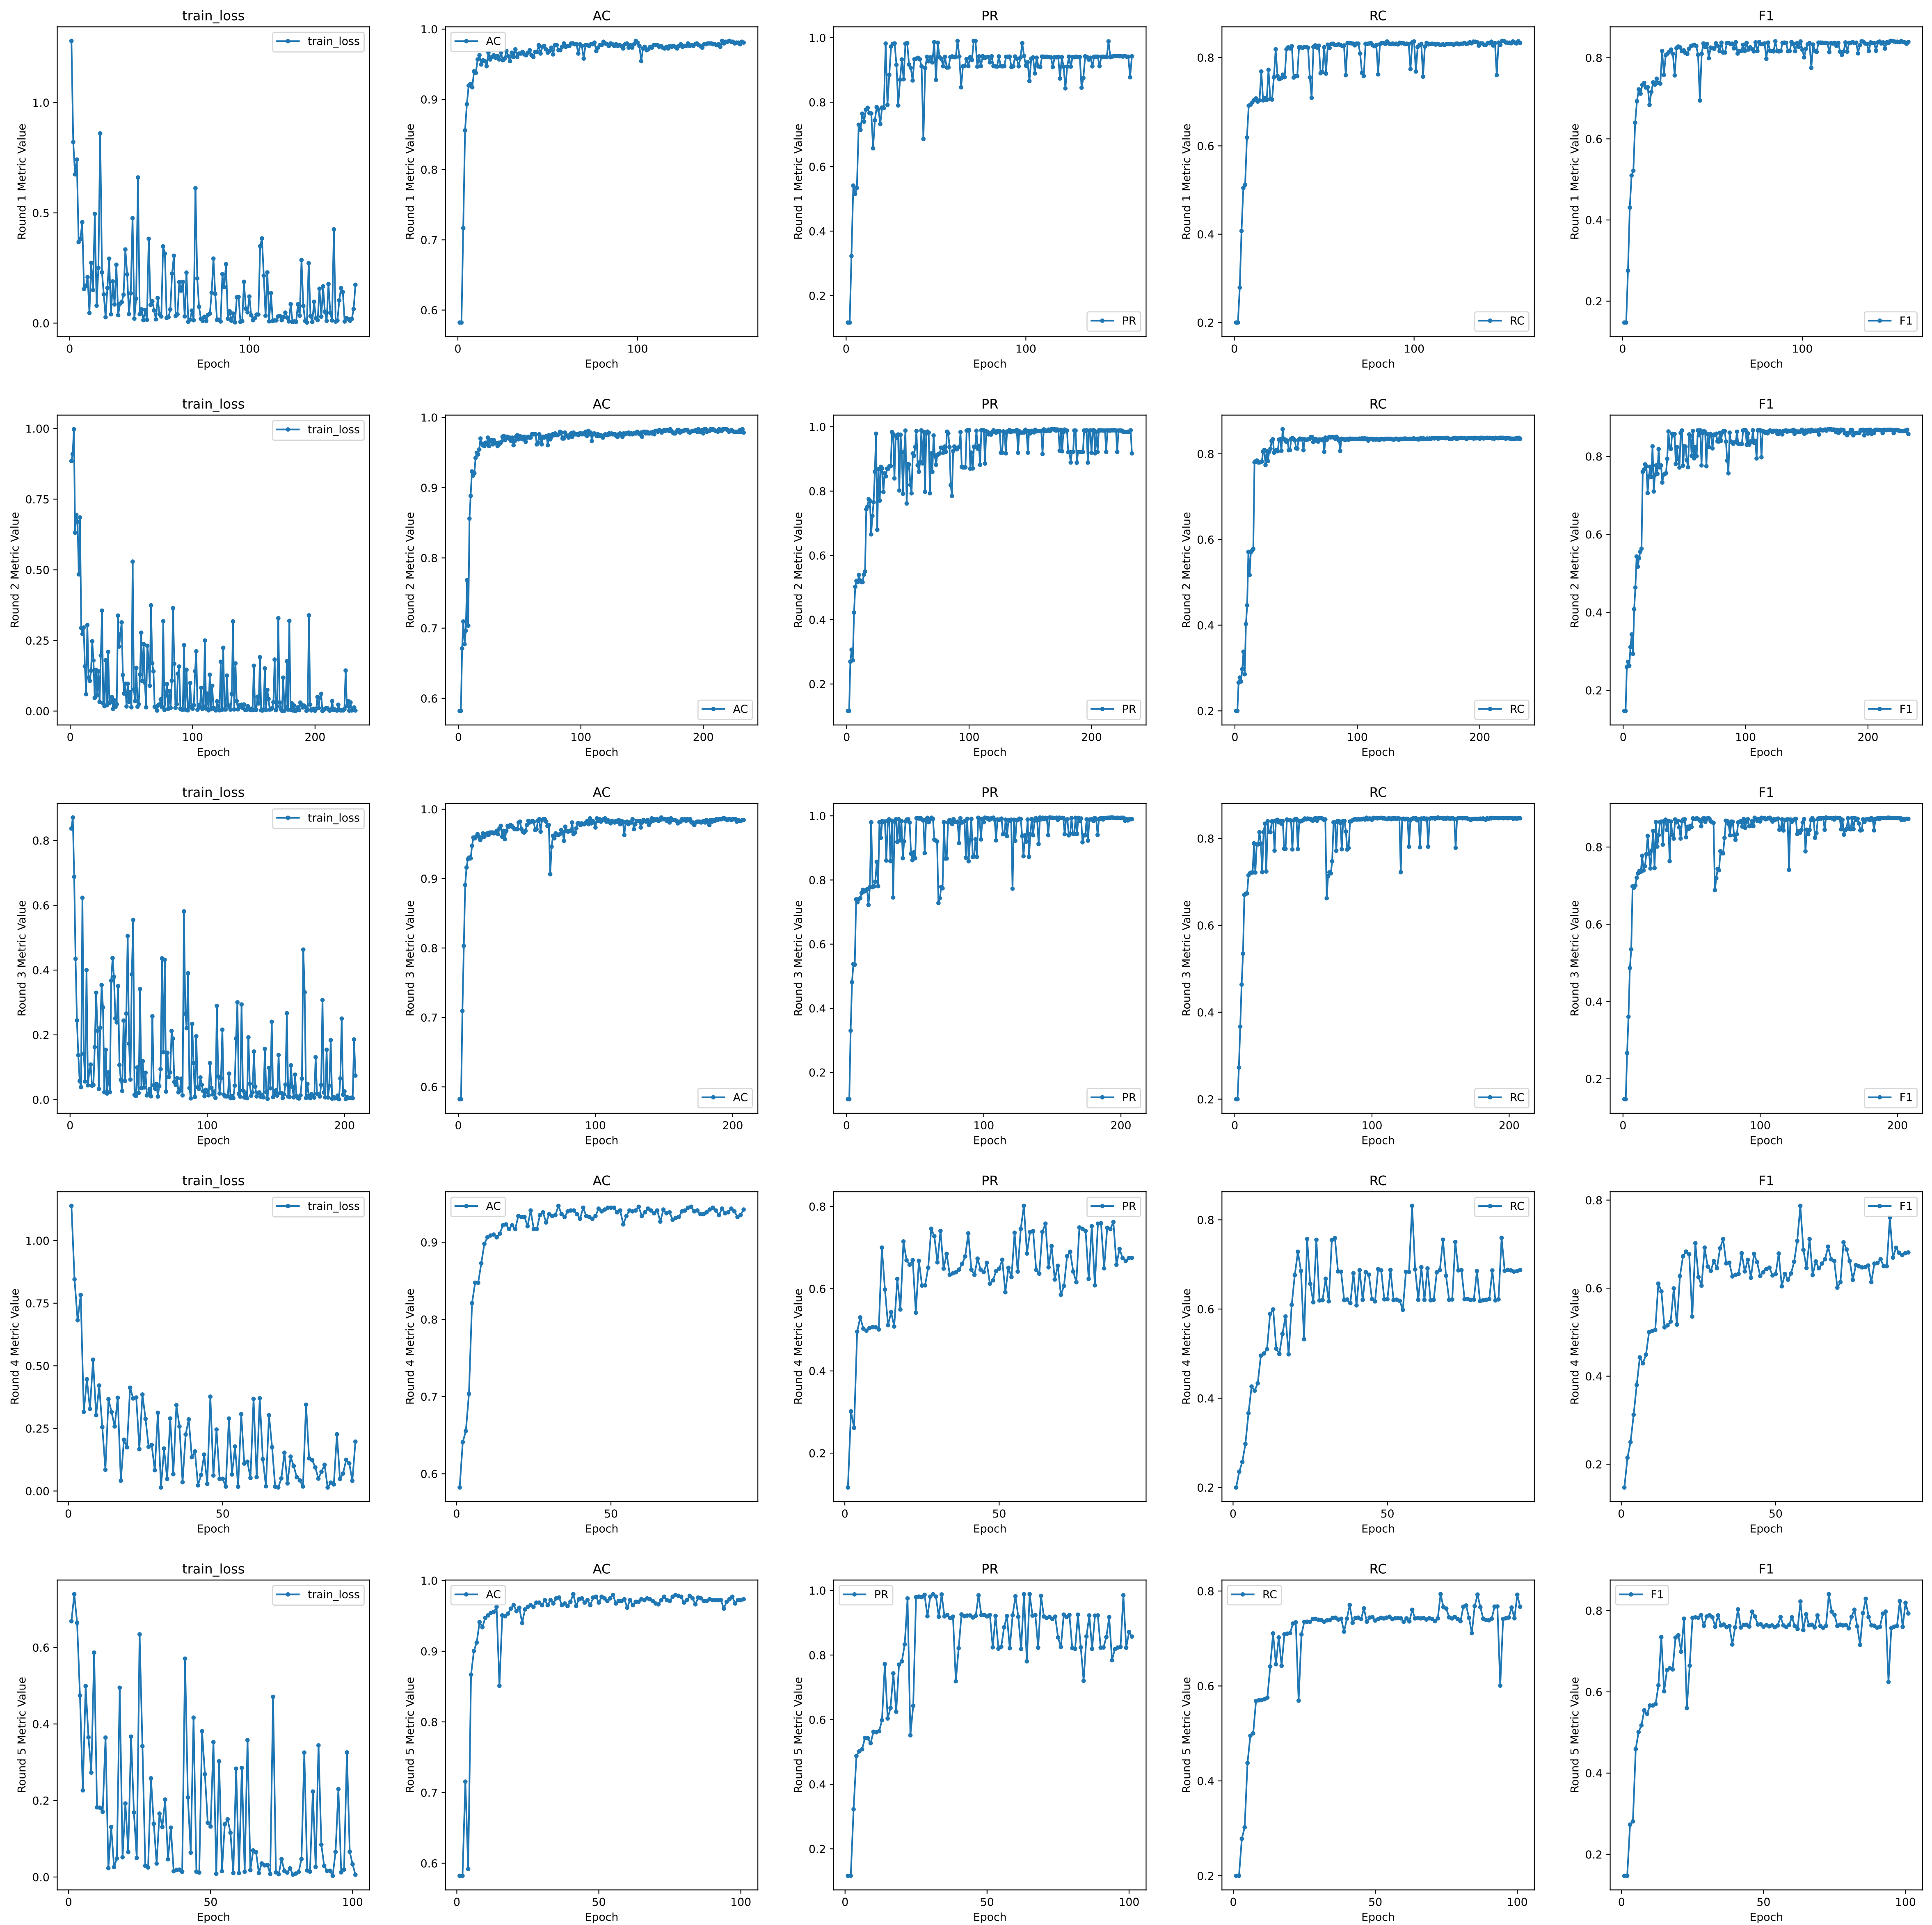 train_loss
train_loss
Round 1 Metric Value
1.0
0.5
0.0
0 100
Epoch
AC
AC
Round 1 Metric Value
1.0
0.9
0.8
0.7
0.6
0 100
Epoch
PR
Round 1 Metric Value
1.0
0.8
0.6
0.4
0.2
PR
0 100
Epoch
RC
Round 1 Metric Value
0.8
0.6
0.4
0.2
RC
0 100
Epoch
F1
Round 1 Metric Value
0.8
0.6
0.4
0.2
F1
0 100
Epoch
train_loss
train_loss
Round 2 Metric Value
1.00
0.75
0.50
0.25
0.00
0 100 200
Epoch
AC
Round 2 Metric Value
1.0
0.9
0.8
0.7
0.6
AC
0 100 200
Epoch
PR
Round 2 Metric Value
1.0
0.8
0.6
0.4
0.2
PR
0 100 200
Epoch
RC
Round 2 Metric Value
0.8
0.6
0.4
0.2
RC
0 100 200
Epoch
F1
Round 2 Metric Value
0.8
0.6
0.4
0.2
F1
0 100 200
Epoch
train_loss
train_loss
Round 3 Metric Value
0.8
0.6
0.4
0.2
0.0
0 100 200
Epoch
AC
Round 3 Metric Value
1.0
0.9
0.8
0.7
0.6
AC
0 100 200
Epoch
PR
Round 3 Metric Value
1.0
0.8
0.6
0.4
0.2
PR
0 100 200
Epoch
RC
Round 3 Metric Value
0.8
0.6
0.4
0.2
RC
0 100 200
Epoch
F1
Round 3 Metric Value
0.8
0.6
0.4
0.2
F1
0 100 200
Epoch
train_loss
train_loss
Round 4 Metric Value
1.00
0.75
0.50
0.25
0.00
0 50
Epoch
AC
AC
Round 4 Metric Value
0.9
0.8
0.7
0.6
0 50
Epoch
PR
PR
Round 4 Metric Value
0.8
0.6
0.4
0.2
0 50
Epoch
RC
RC
Round 4 Metric Value
0.8
0.6
0.4
0.2
0 50
Epoch
F1
F1
Round 4 Metric Value
0.8
0.6
0.4
0.2
0 50
Epoch
train_loss
train_loss
Round 5 Metric Value
0.6
0.4
0.2
0.0
0 50 100
Epoch
AC
AC
Round 5 Metric Value
1.0
0.9
0.8
0.7
0.6
0 50 100
Epoch
PR
PR
Round 5 Metric Value
1.0
0.8
0.6
0.4
0.2
0 50 100
Epoch
RC
RC
Round 5 Metric Value
0.8
0.6
0.4
0.2
0 50 100
Epoch
F1
F1
Round 5 Metric Value
0.8
0.6
0.4
0.2
0 50 100
Epoch